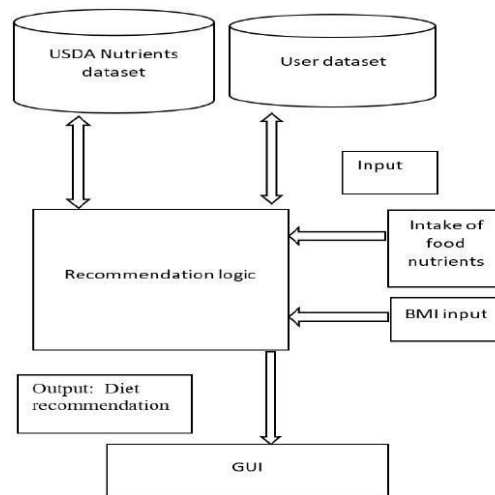 USDA Nutrients
dataset
User dataset
Input
Intake of
food
nutrients
Recommendation logic
BMI input
Output: Diet
recommendation
GUI